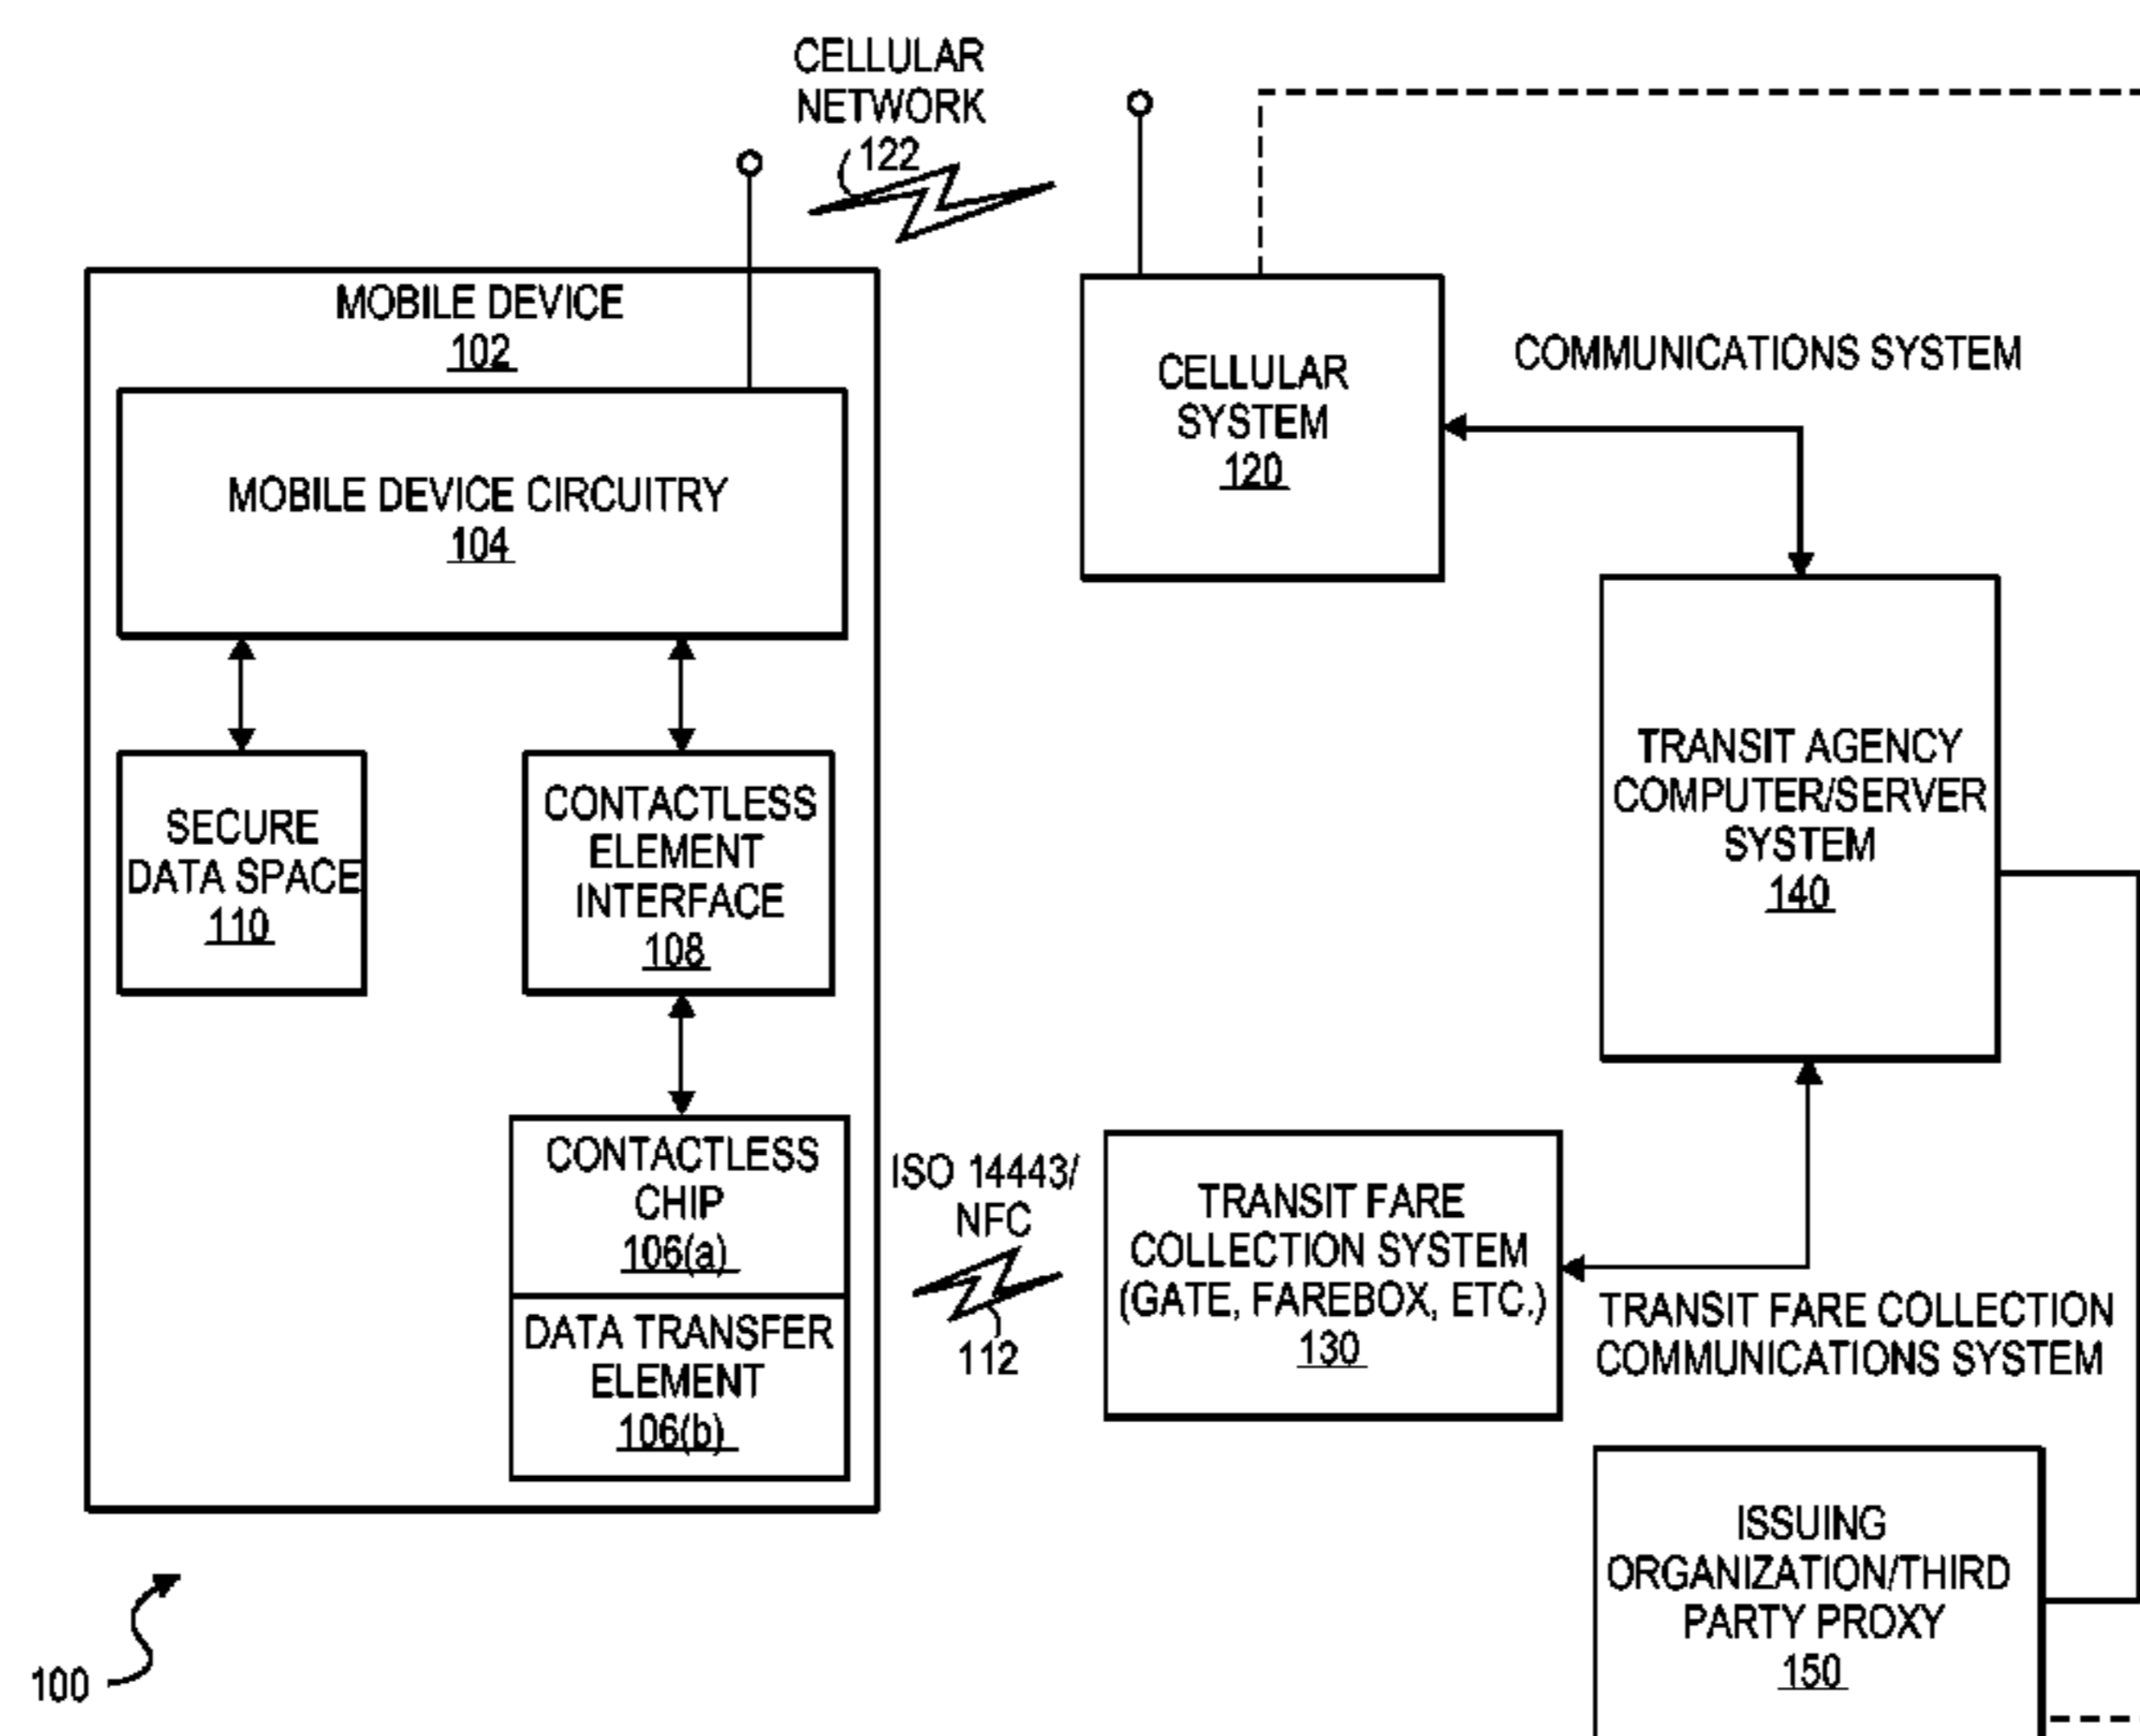 CELLULAR
NETWORK
122
MOBILE DEVICE
102
MOBILE DEVICE CIRCUITRY
104
SECURE
DATA SPACE
110
CONTACTLESS
ELEMENT
INTERFACE
108
CONTACTLESS
CHIP
106(a)
DATA TRANSFER
ELEMENT
106(b)
CELLULAR
SYSTEM
120
COMMUNICATIONS SYSTEM
TRANSIT AGENCY
COMPUTER/SERVER
SYSTEM
140
ISO 14443/
NFC
112
TRANSIT FARE
COLLECTION SYSTEM
(GATE, FAREBOX, ETC.)
130
TRANSIT FARE COLLECTION
COMMUNICATIONS SYSTEM
ISSUING
ORGANIZATION/THIRD
PARTY PROXY
150
100